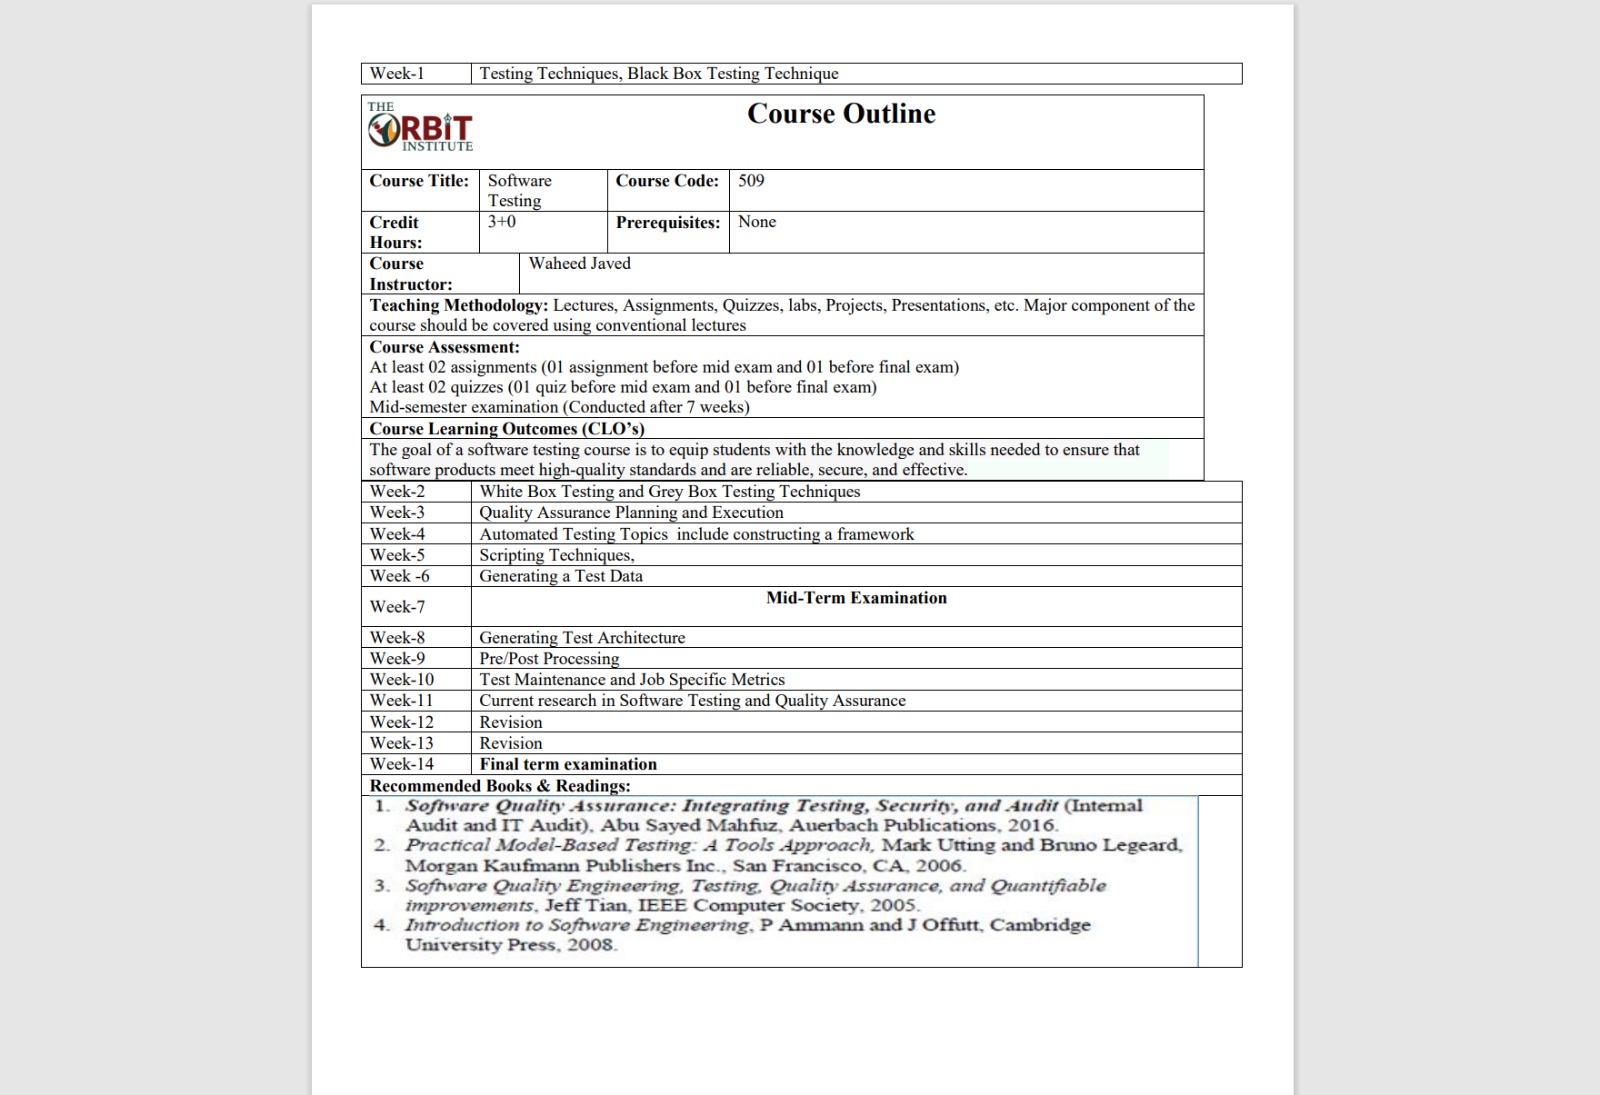 Week-1 Testing Techniques, Black Box Testing Technique
THE
ORBIT
INSTITUTE
Course Outline
Course Title: Software Testing Course Code: 509
Credit Hours: 3+0 Prerequisites: None
Course Instructor: Waheed Javed
Teaching Methodology: Lectures, Assignments, Quizzes, labs, Projects, Presentations, etc. Major component of the
course should be covered using conventional lectures
Course Assessment:
At least 02 assignments (01 assignment before mid exam and 01 before final exam)
At least 02 quizzes (01 quiz before mid exam and 01 before final exam)
Mid-semester examination (Conducted after 7 weeks)
Course Learning Outcomes (CLO’s)
The goal of a software testing course is to equip students with the knowledge and skills needed to ensure that
software products meet high-quality standards and are reliable, secure, and effective.
Week-2 White Box Testing and Grey Box Testing Techniques
Week-3 Quality Assurance Planning and Execution
Week-4 Automated Testing Topics include constructing a framework
Week-5 Scripting Techniques,
Week -6 Generating a Test Data
Week-7 Mid-Term Examination
Week-8 Generating Test Architecture
Week-9 Pre/Post Processing
Week-10 Test Maintenance and Job Specific Metrics
Week-11 Current research in Software Testing and Quality Assurance
Week-12 Revision
Week-13 Revision
Week-14 Final term examination
Recommended Books & Readings:
1. Software Quality Assurance: Integrating Testing, Security, and Audit (Internal
Audit and IT Audit), Abu Sayed Mahfuz, Auerbach Publications, 2016.
2. Practical Model-Based Testing: A Tools Approach, Mark Utting and Bruno Legeard,
Morgan Kaufmann Publishers Inc., San Francisco, CA, 2006.
3. Software Quality Engineering, Testing, Quality Assurance, and Quantifiable
improvements, Jeff Tian, IEEE Computer Society, 2005.
4. Introduction to Software Engineering, P Ammann and J Offutt, Cambridge
University Press, 2008.